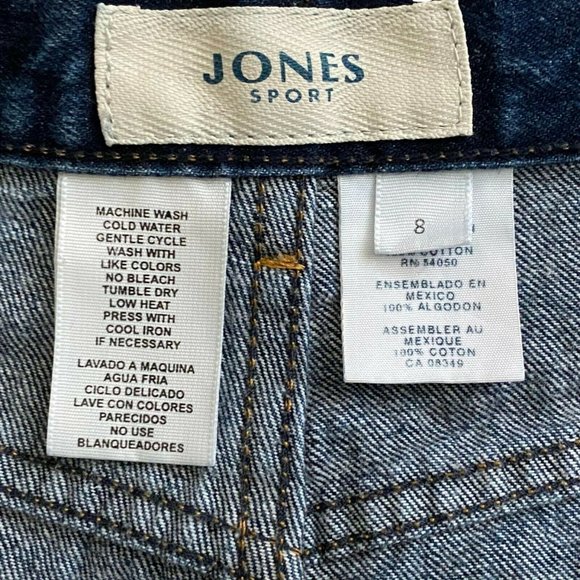 JONES
SPORT
MACHINE WASH
COLD WATER
GENTLE CYCLE
WASH WITH
LIKE COLORS
NO BLEACH
TUMBLE DRY
LOW HEAT
PRESS WITH
COOL IRON
IF NECESSARY
LAVADO A MAQUINA
AGUA FRIA
CICLO DELICADO
LAVE CON COLORES
PARECIDOS
NO USE
BLANQUEADORES
8
100% COTTON
RN 54050
ENSEMBLADO EN
MEXICO
100% ALGODON
ASSEMBLER AU
MEXIQUE
100% COTON
CA 08349